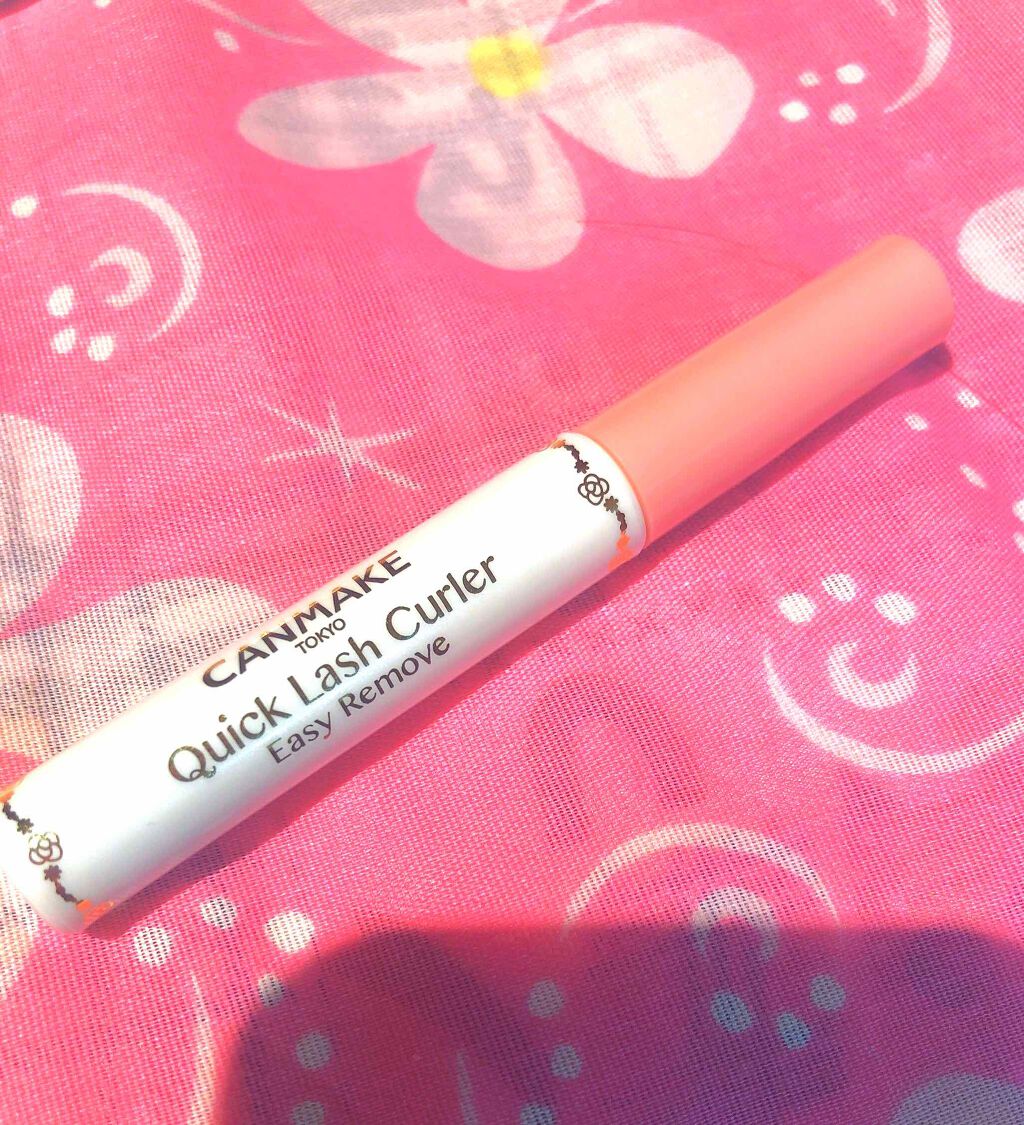 CANMAKE
TOKYO
Quick Lash Curler
Easy Remove